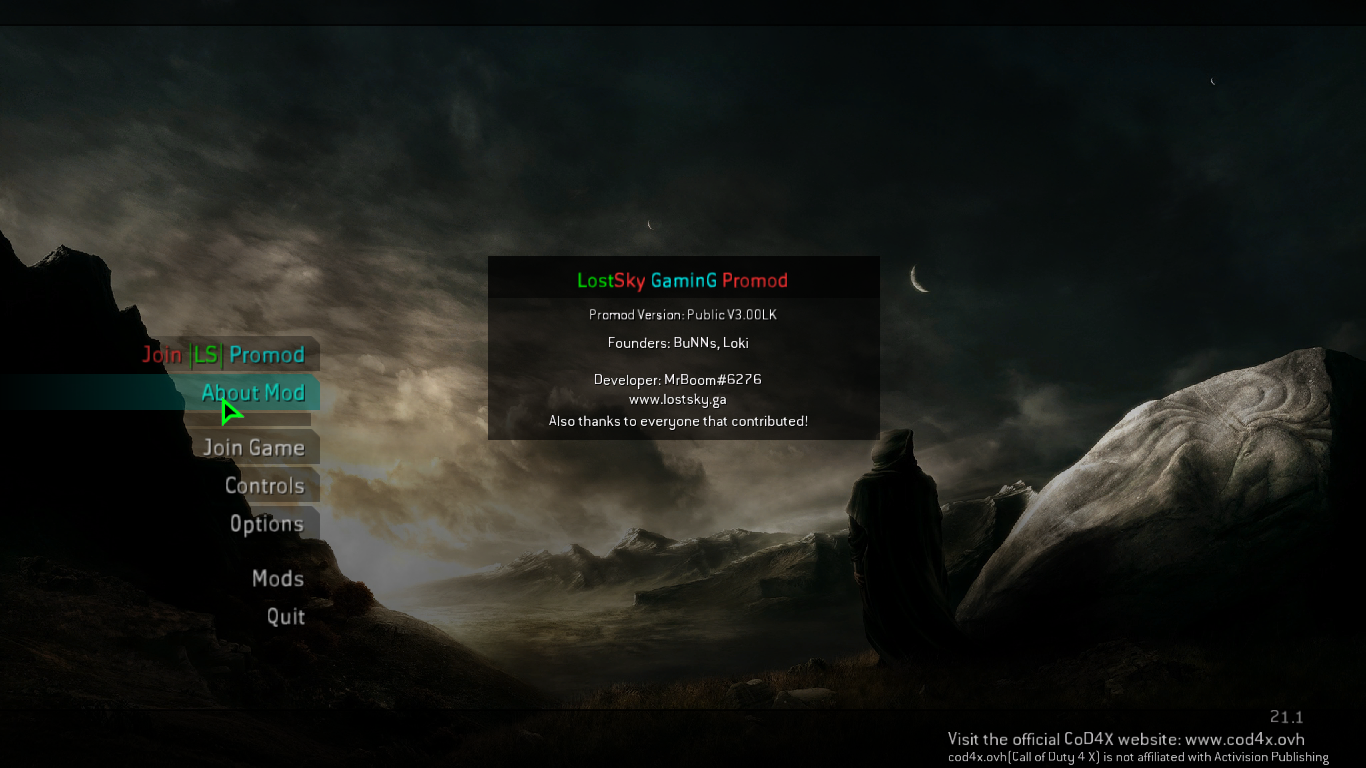 LostSky GaminG Promod
Promod Version: Public V3.00LK
Founders: BuNNs, Loki
Developer: MrBoom#6276
www.lostsky.ga
Also thanks to everyone that contributed!
Join |LS| Promod
About Mod
Join Game
Controls
Options
Mods
Quit
21.1
Visit the official CoD4X website: www.cod4x.ovh
cod4x.ovh(Call of Duty 4 X) is not affiliated with Activision Publishing